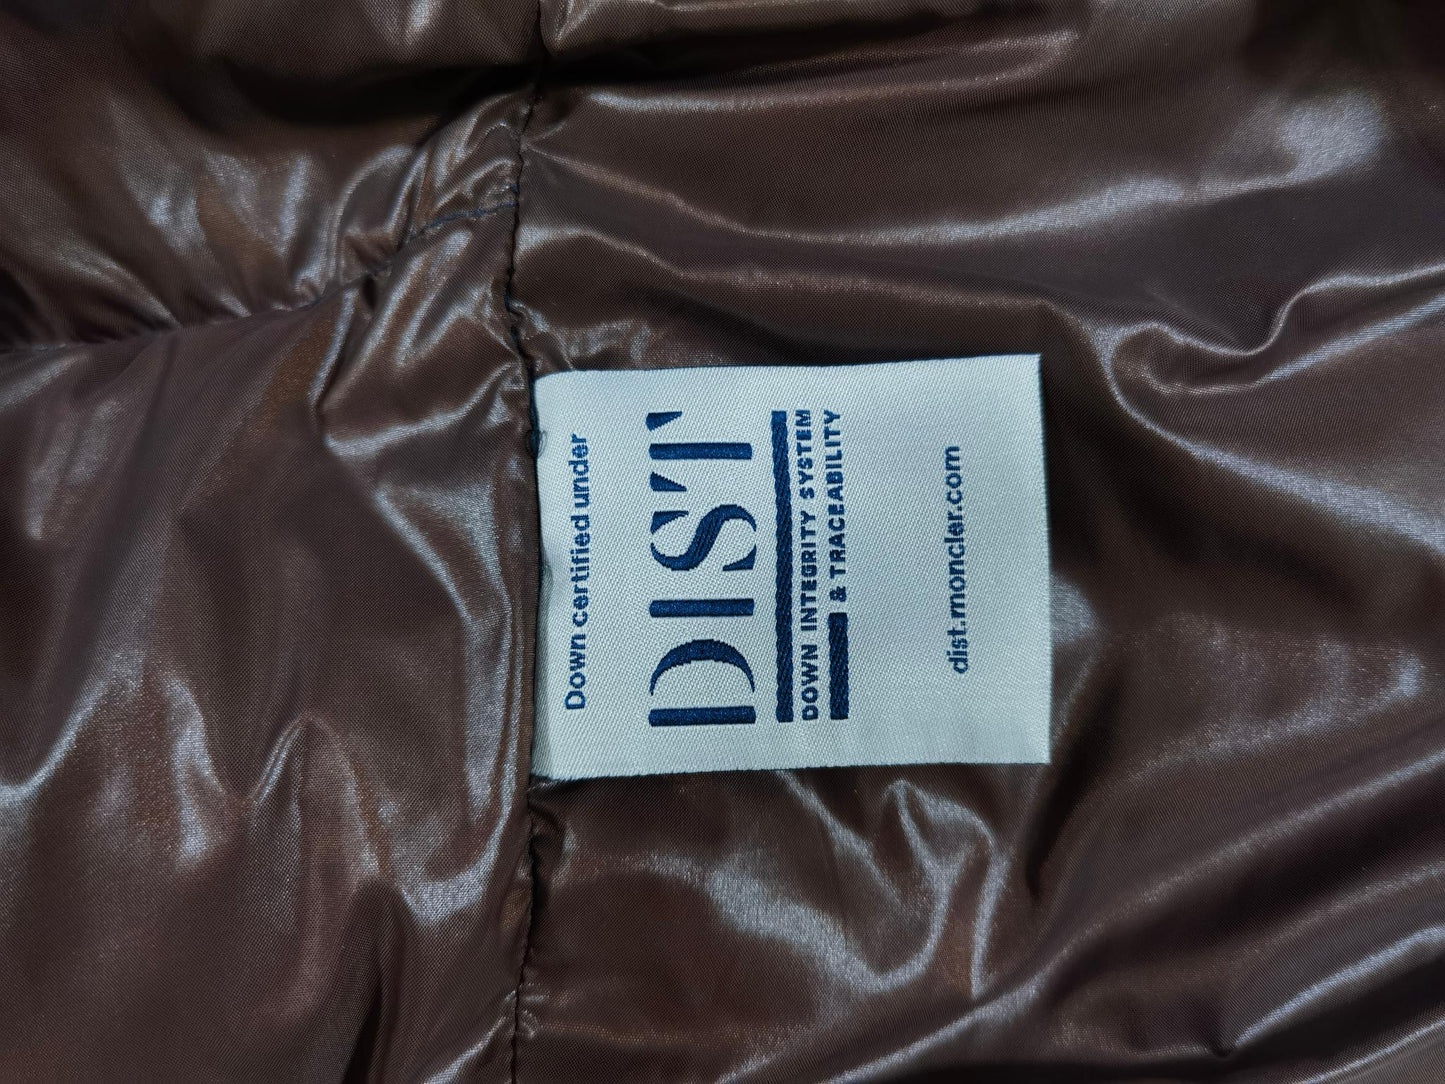 Down certified under
DIST
DOWN INTEGRITY SYSTEM
& TRACEABILITY
dist.moncler.com